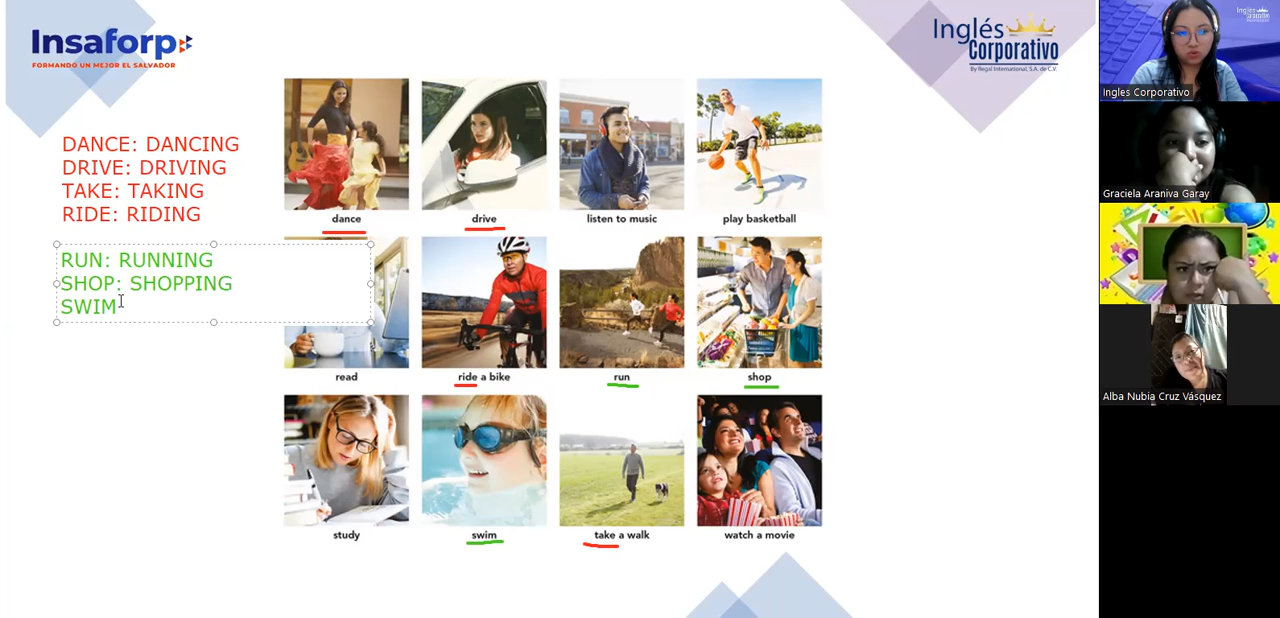 Insaforp
FORMANDO UN MEJOR EL SALVADOR
Inglés
Corporativo
By Regal International, S.A. de C.V.
DANCE: DANCING
DRIVE: DRIVING
TAKE: TAKING
RIDE: RIDING
RUN: RUNNING
SHOP: SHOPPING
SWIM
dance
drive
listen to music
play basketball
read
ride a bike
run
shop
study
swim
take a walk
watch a movie
Inglés
Corporativo
Ingles Corporativo
Graciela Araniva Garay
Alba Nubia Cruz Vásquez